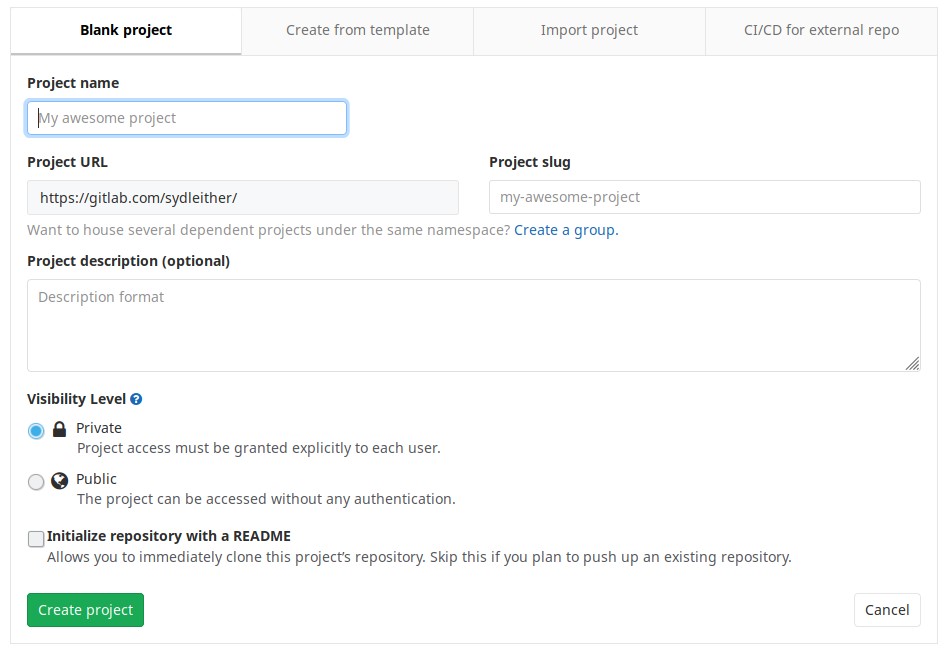 Blank project
Create from template
Import project
CI/CD for external repo
Project name
My awesome project
Project URL
Project slug
https://gitlab.com/sydleither/
my-awesome-project
Want to house several dependent projects under the same namespace? Create a group.
Project description (optional)
Description format
Visibility Level
Private
Project access must be granted explicitly to each user.
Public
The project can be accessed without any authentication.
Initialize repository with a README
Allows you to immediately clone this project’s repository. Skip this if you plan to push up an existing repository.
Create project
Cancel